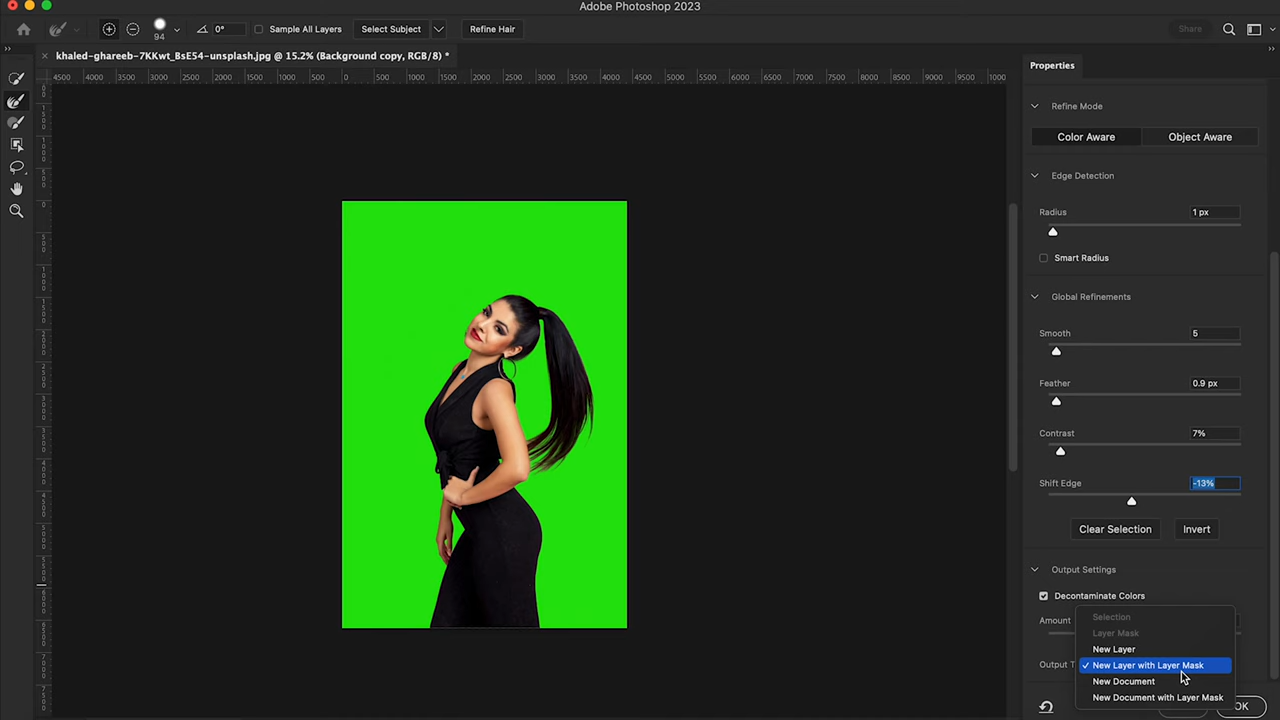 Adobe Photoshop 2023
94
0°
Sample All Layers
Select Subject
Refine Hair
Share
khaled-ghareeb-7KKwt_BsE54-unsplash.jpg @ 15.2% (Background copy, RGB/8) *
4500 4000 3500 3000 2500 2000 1500 1000 500 0 500 1000 1500 2000 2500 3000 3500 4000 4500 5000 5500 6000 6500 7000 7500 8000 8500 9000 9500 1000
Properties
Refine Mode
Color Aware
Object Aware
Edge Detection
Radius
1 px
Smart Radius
Global Refinements
Smooth
5
Feather
0.9 px
Contrast
7%
Shift Edge
-13%
Clear Selection
Invert
Output Settings
Decontaminate Colors
Amount
Selection
Layer Mask
New Layer
Output T
✓ New Layer with Layer Mask
New Document
New Document with Layer Mask
OK